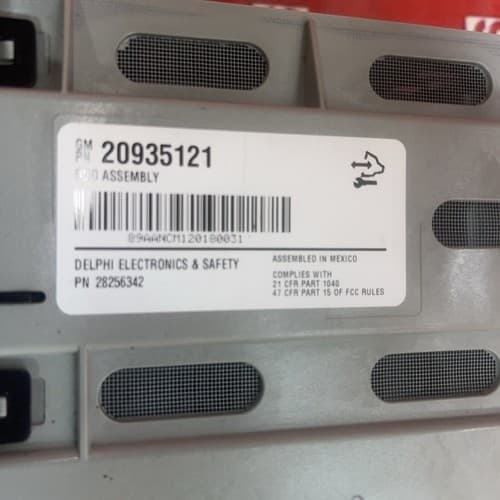 GM
PN 20935121
ASSEMBLY
89AANCM120180031
DELPHI ELECTRONICS & SAFETY
PN 28256342
ASSEMBLED IN MEXICO
COMPLIES WITH
21 CFR PART 1040
47 CFR PART 15 OF FCC RULES